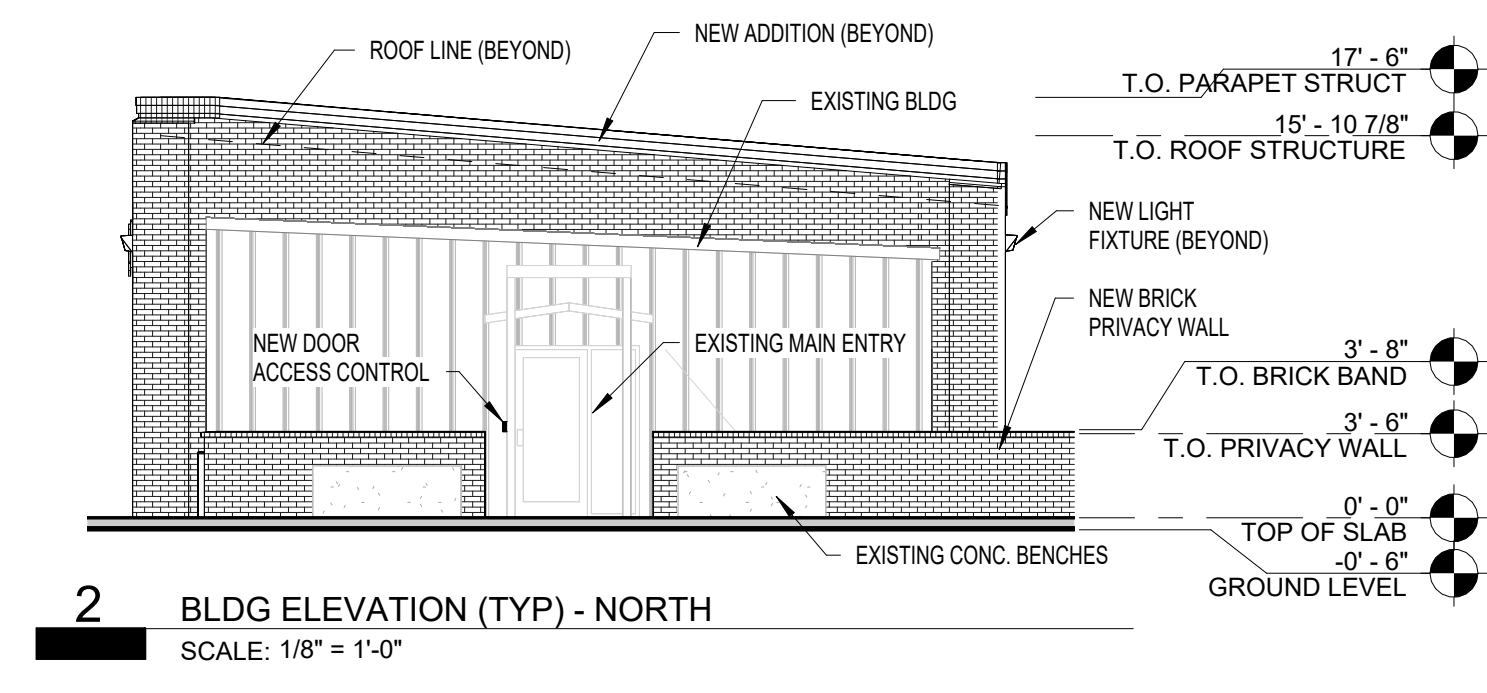 ROOF LINE (BEYOND)
NEW ADDITION (BEYOND)
EXISTING BLDG
17' - 6"
T.O. PARAPET STRUCT
15' - 10 7/8"
T.O. ROOF STRUCTURE
NEW LIGHT
FIXTURE (BEYOND)
NEW BRICK
PRIVACY WALL
NEW DOOR
ACCESS CONTROL
EXISTING MAIN ENTRY
3' - 8"
T.O. BRICK BAND
3' - 6"
T.O. PRIVACY WALL
0' - 0"
TOP OF SLAB
-0' - 6"
GROUND LEVEL
EXISTING CONC. BENCHES
2
BLDG ELEVATION (TYP) - NORTH
SCALE: 1/8" = 1'-0"